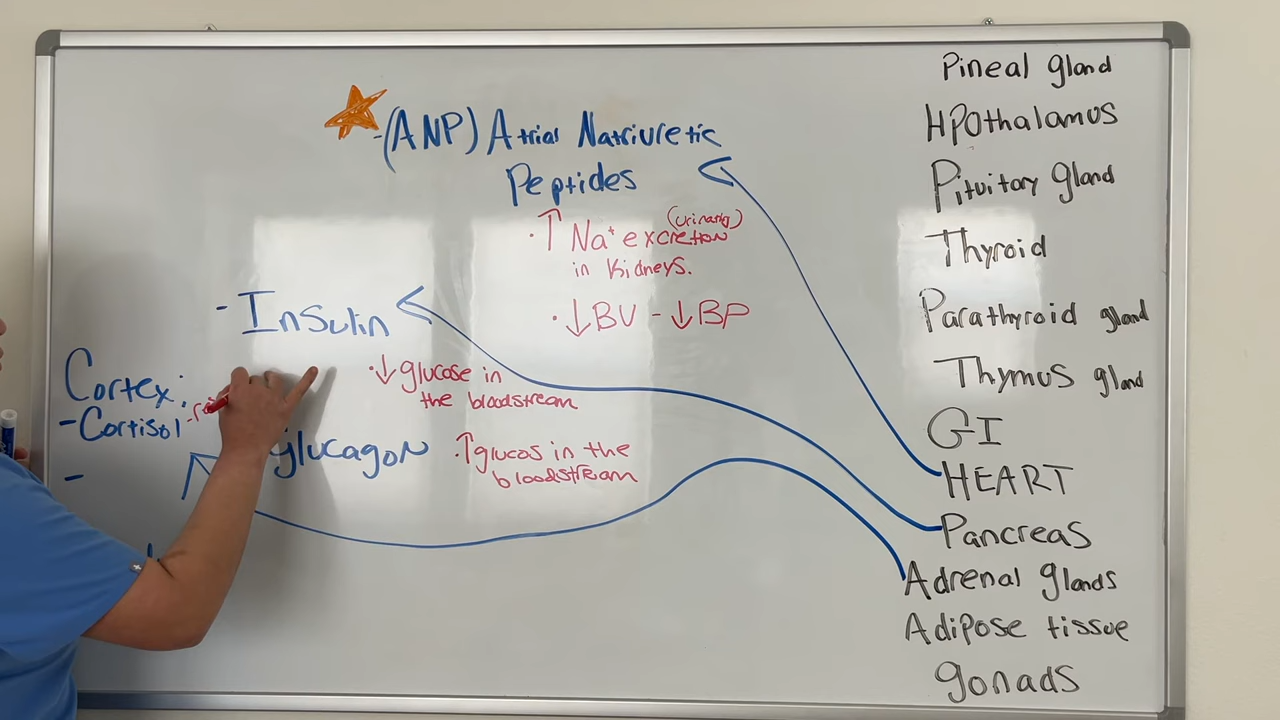 -(ANP) Atrial Natriuretic
Peptides
·↑ Na⁺ excretion (urinary)
in Kidneys.
·↓BV - ↓BP
- Insulin
·↓ glucose in
the bloodstream
Cortex:
-Cortisol
glucagon
·↑glucos in the
bloodstream
-
Pineal gland
HPOthalamus
Pituitory gland
Thyroid
Parathyroid gland
Thymus gland
GI
HEART
Pancreas
Adrenal glands
Adipose tissue
gonads